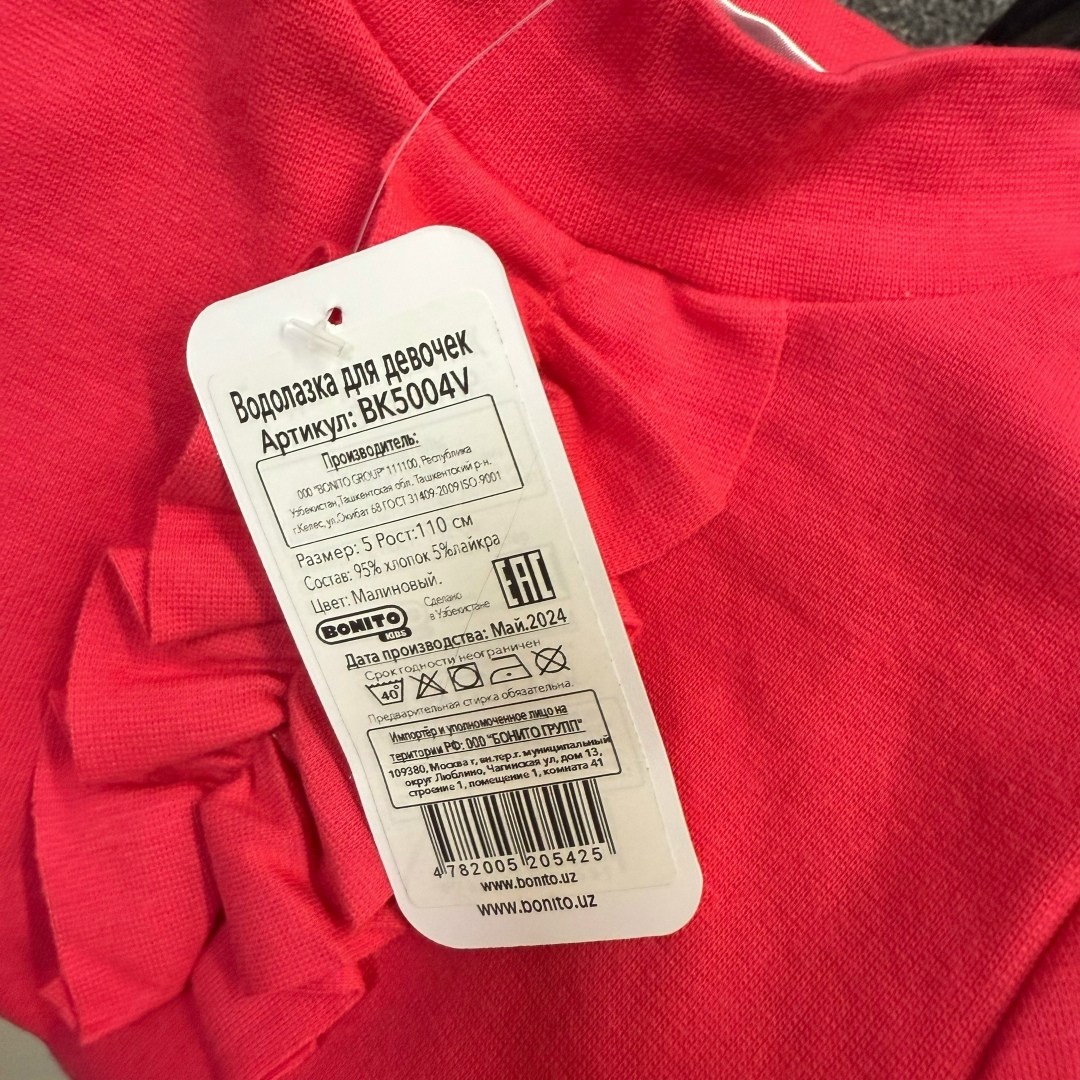 Водолазка для девочек
Артикул: BK5004V
Производитель:
ООО "BONITO GROUP" 111100, Республика
Узбекистан,Ташкентская обл. Ташкентский р-н.
г.Келес, ул.Окибат 68 ГОСТ 31409-2009 ISO-9001
Размер: 5 Рост:110 см
Состав: 95% хлопок 5%лайкра
Цвет: Малиновый.
BONITO
KIDS
Сделано
в Узбекистане
EAC
Дата производства: Май.2024
Срок годности неограничен
40°
Предварительная стирка обязательна.
Импортёр и уполномоченное лицо на
територии РФ: ООО "БОНИТО ГРУПП"
109380, Москва г, вн.тер.г. муниципальный
округ Люблино, Чагинская ул, дом 13,
строение 1, помещение 1, комната 41
4 782005 205425
www.bonito.uz
www.bonito.uz